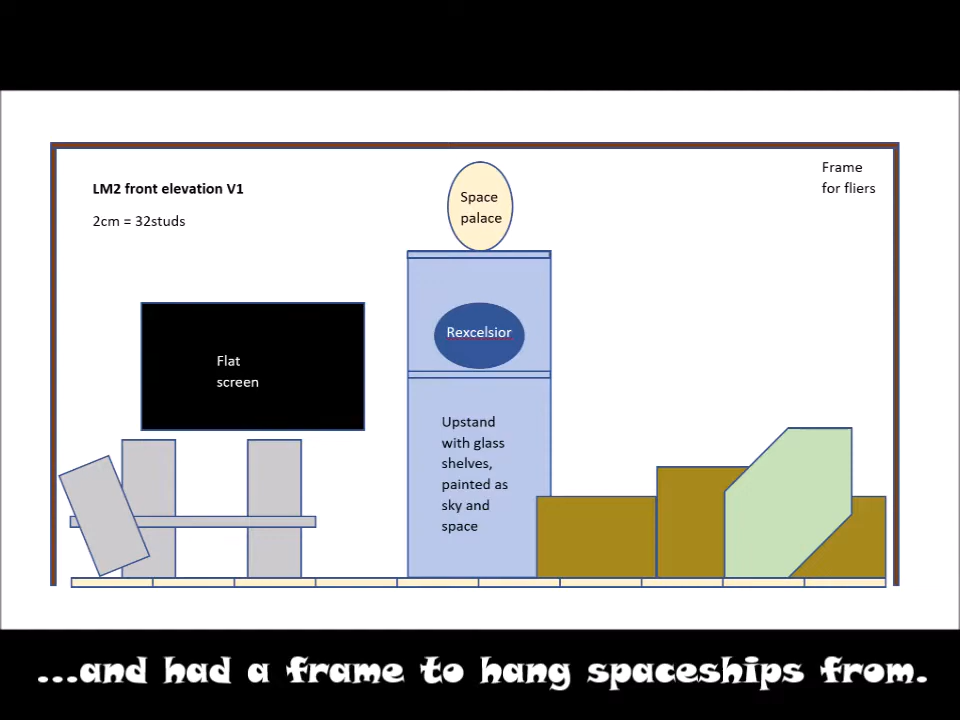 LM2 front elevation V1
2cm = 32studs
Space
palace
Frame
for fliers
Rexcelsior
Flat
screen
Upstand
with glass
shelves,
painted as
sky and
space
...and had a frame to hang spaceships from.